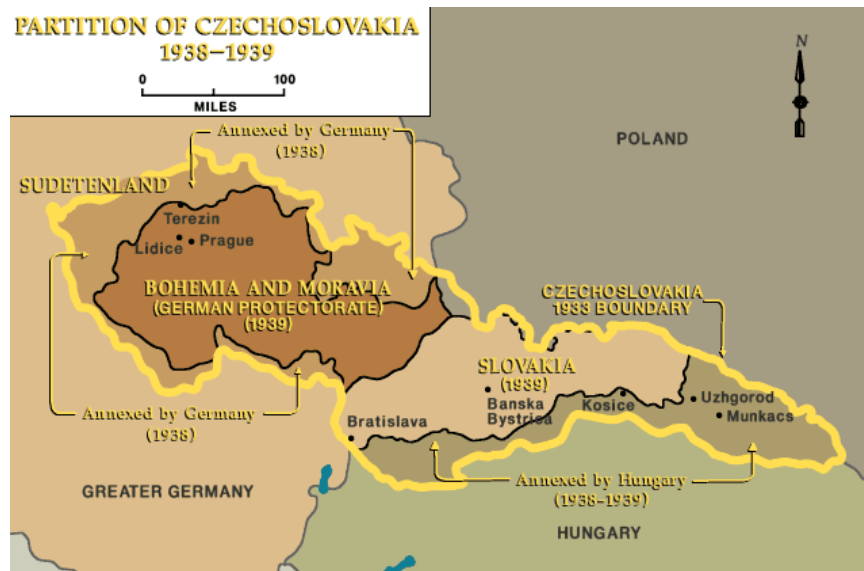 PARTITION OF CZECHOSLOVAKIA
1938–1939
0 100
MILES
N
Annexed by Germany
(1938)
POLAND
SUDETENLAND
Terezin
Lidice
Prague
BOHEMIA AND MORAVIA
(GERMAN PROTECTORATE)
(1939)
CZECHOSLOVAKIA
1933 BOUNDARY
SLOVAKIA
(1939)
Banska
Bystrica
Kosice
Uzhgorod
Munkacs
Annexed by Germany
(1938)
Bratislava
Annexed by Hungary
(1938–1939)
GREATER GERMANY
HUNGARY